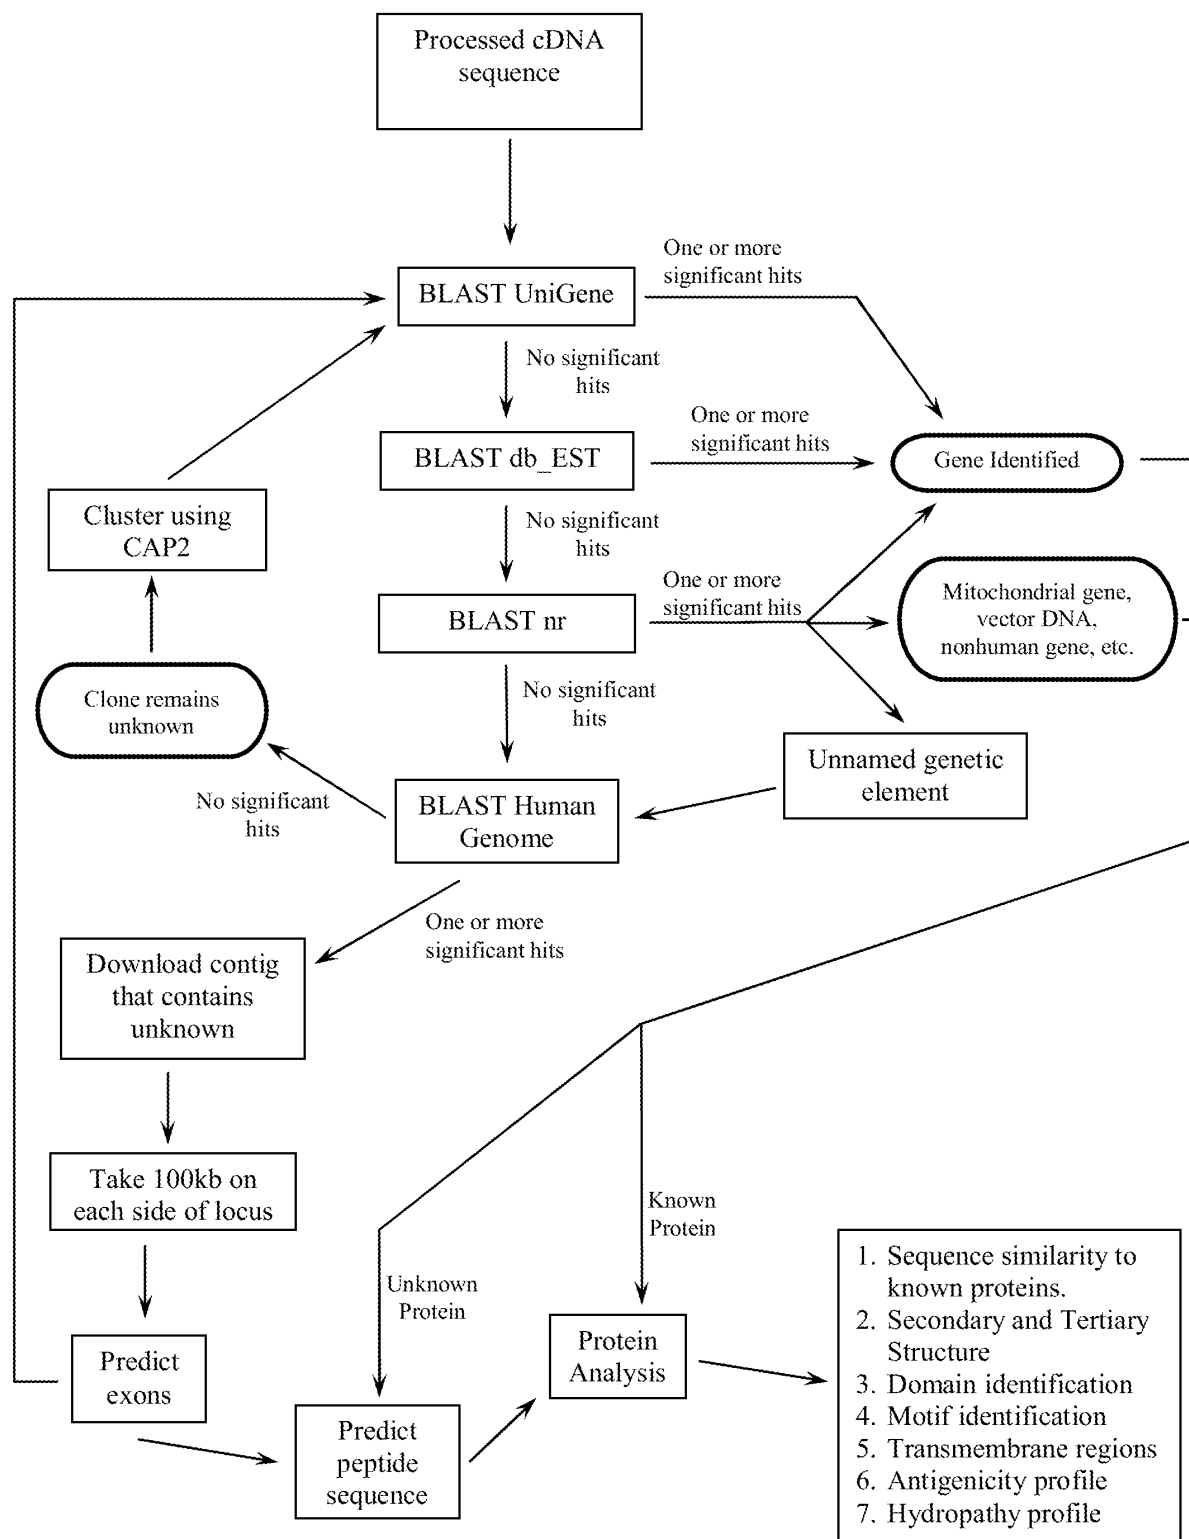 Processed cDNA
sequence
One or more
significant hits
BLAST UniGene
No significant
hits
One or more
significant hits
BLAST db_EST
Gene Identified
Cluster using
CAP2
No significant
hits
One or more
significant hits
BLAST nr
Mitochondrial gene,
vector DNA,
nonhuman gene, etc.
Clone remains
unknown
No significant
hits
Unnamed genetic
element
No significant
hits
BLAST Human
Genome
One or more
significant hits
Download contig
that contains
unknown
Take 100kb on
each side of locus
Known
Protein
Unknown
Protein
Predict
exons
Protein
Analysis
Predict
peptide
sequence
1. Sequence similarity to
known proteins.
2. Secondary and Tertiary
Structure
3. Domain identification
4. Motif identification
5. Transmembrane regions
6. Antigenicity profile
7. Hydropathy profile